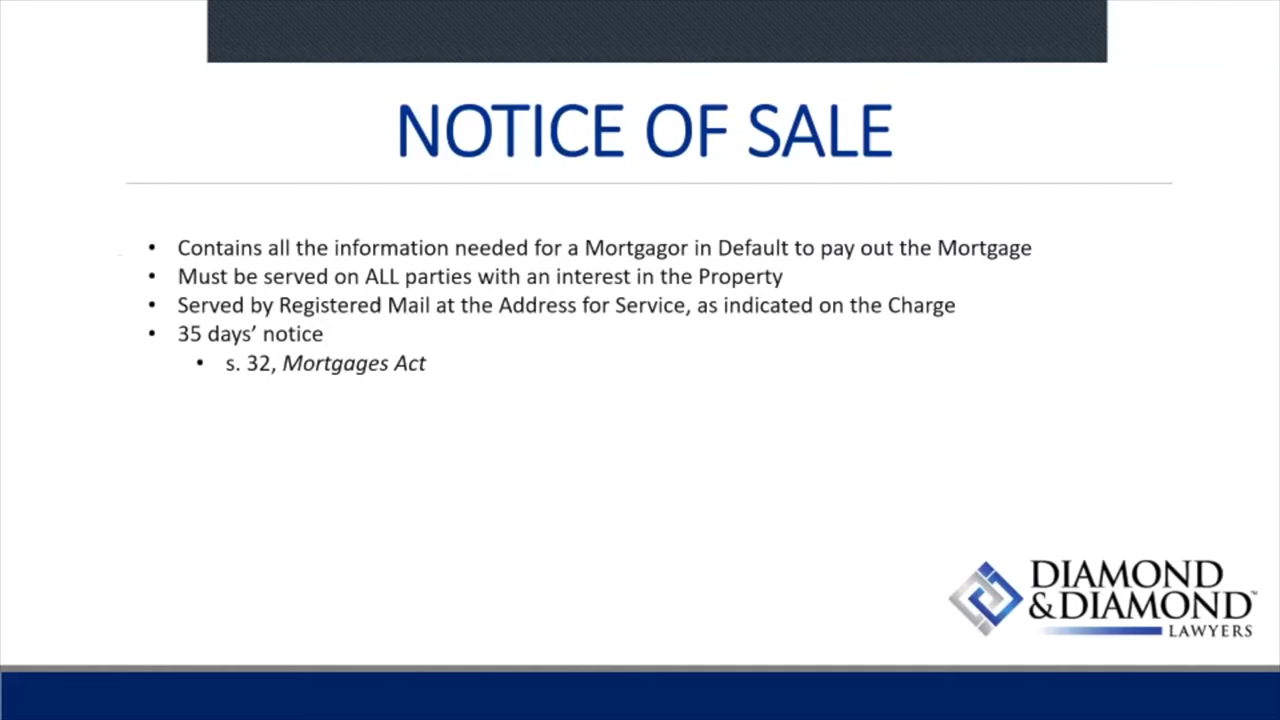 NOTICE OF SALE
• Contains all the information needed for a Mortgagor in Default to pay out the Mortgage
• Must be served on ALL parties with an interest in the Property
• Served by Registered Mail at the Address for Service, as indicated on the Charge
• 35 days’ notice
• s. 32, Mortgages Act
DIAMOND
&DIAMOND™
LAWYERS